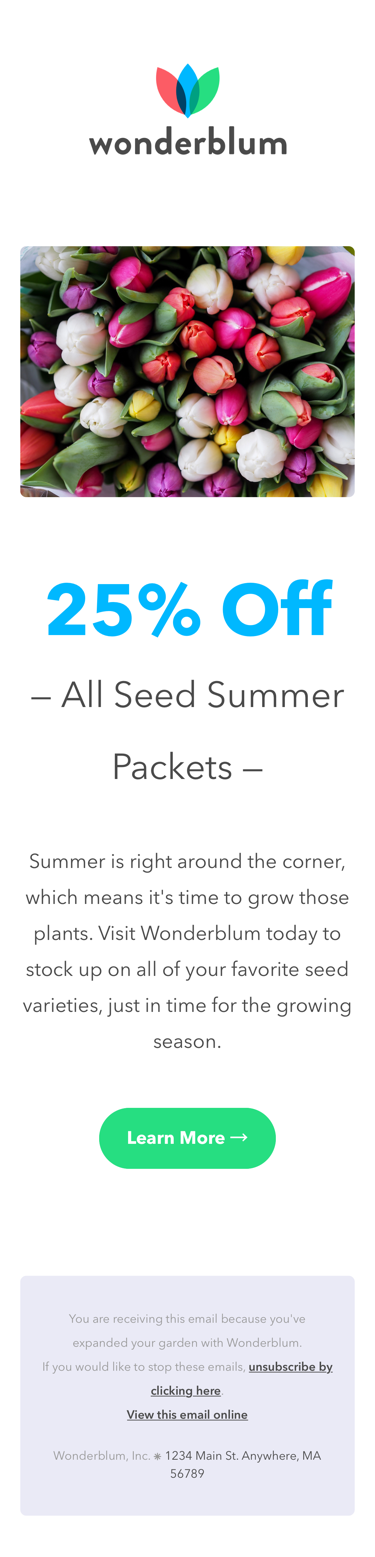 wonderblum
25% Off
– All Seed Summer
Packets –
Summer is right around the corner,
which means it's time to grow those
plants. Visit Wonderblum today to
stock up on all of your favorite seed
varieties, just in time for the growing
season.
Learn More →
You are receiving this email because you've
expanded your garden with Wonderblum.
If you would like to stop these emails, unsubscribe by
clicking here.
View this email online
Wonderblum, Inc. ⁕ 1234 Main St. Anywhere, MA
56789